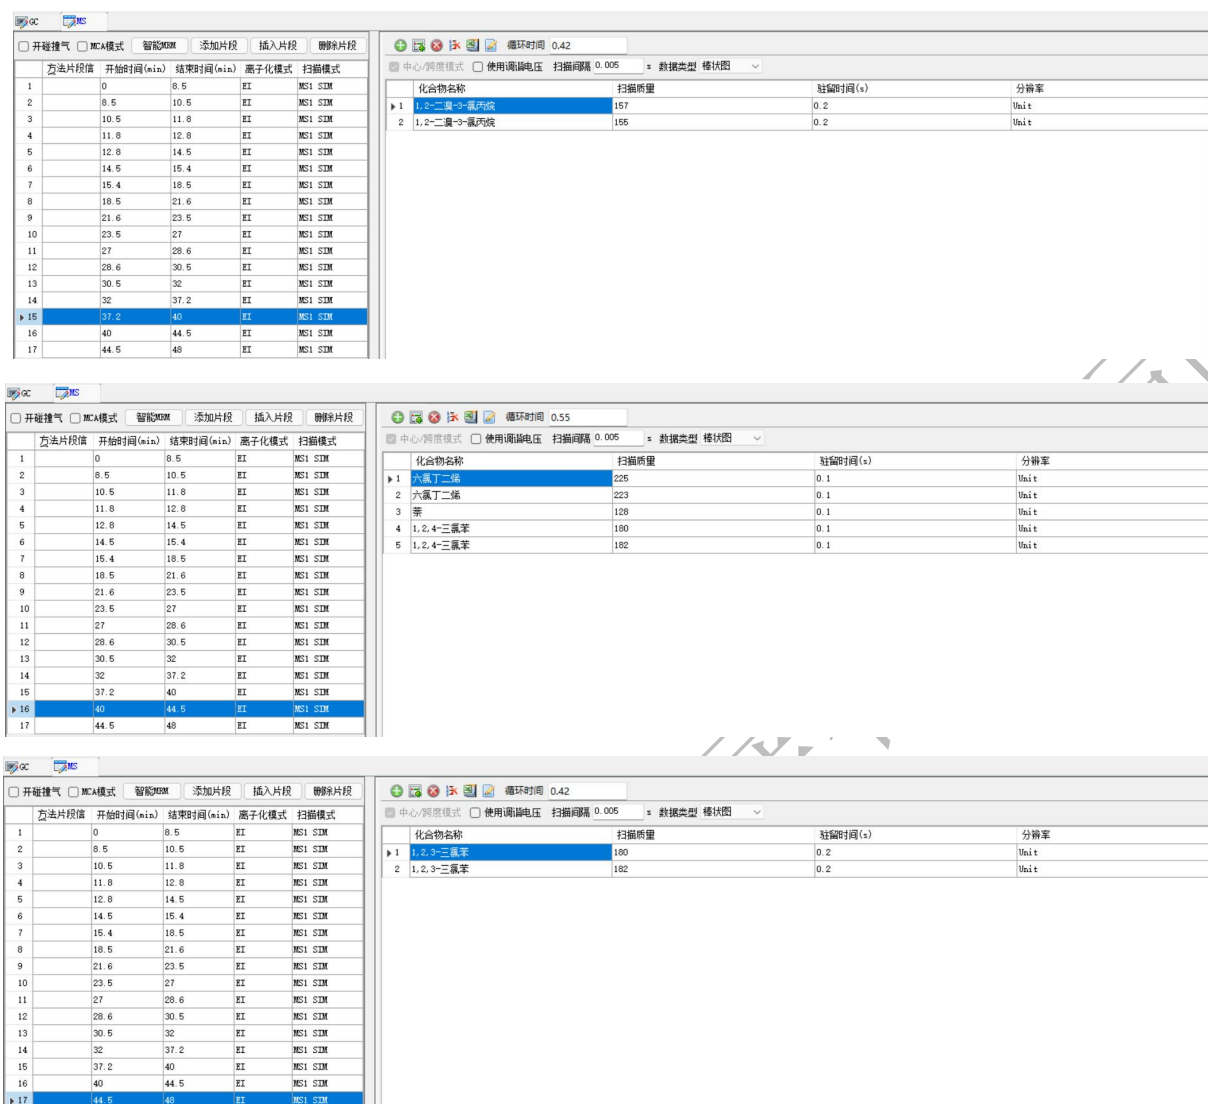 GC MS
开碰撞气 MCA模式 智能MRM 添加片段 插入片段 删除片段 循环时间 0.42
中心/跨度模式 使用调谐电压 扫描间隔 0.005 s 数据类型 棒状图
方法片段信 开始时间(min) 结束时间(min) 离子化模式 扫描模式 化合物名称 扫描质量 驻留时间(s) 分辨率
1 0 8.5 EI MS1 SIM 1 1,2-二溴-3-氯丙烷 157 0.2 Unit
2 8.5 10.5 EI MS1 SIM 2 1,2-二溴-3-氯丙烷 155 0.2 Unit
3 10.5 11.8 EI MS1 SIM
4 11.8 12.8 EI MS1 SIM
5 12.8 14.5 EI MS1 SIM
6 14.5 15.4 EI MS1 SIM
7 15.4 18.5 EI MS1 SIM
8 18.5 21.6 EI MS1 SIM
9 21.6 23.5 EI MS1 SIM
10 23.5 27 EI MS1 SIM
11 27 28.6 EI MS1 SIM
12 28.6 30.5 EI MS1 SIM
13 30.5 32 EI MS1 SIM
14 32 37.2 EI MS1 SIM
15 37.2 40 EI MS1 SIM
16 40 44.5 EI MS1 SIM
17 44.5 48 EI MS1 SIM
GC MS
开碰撞气 MCA模式 智能MRM 添加片段 插入片段 删除片段 循环时间 0.55
中心/跨度模式 使用调谐电压 扫描间隔 0.005 s 数据类型 棒状图
方法片段信 开始时间(min) 结束时间(min) 离子化模式 扫描模式 化合物名称 扫描质量 驻留时间(s) 分辨率
1 0 8.5 EI MS1 SIM 1 六氯丁二烯 225 0.1 Unit
2 8.5 10.5 EI MS1 SIM 2 六氯丁二烯 223 0.1 Unit
3 10.5 11.8 EI MS1 SIM 3 萘 128 0.1 Unit
4 11.8 12.8 EI MS1 SIM 4 1,2,4-三氯苯 180 0.1 Unit
5 12.8 14.5 EI MS1 SIM 5 1,2,4-三氯苯 182 0.1 Unit
6 14.5 15.4 EI MS1 SIM
7 15.4 18.5 EI MS1 SIM
8 18.5 21.6 EI MS1 SIM
9 21.6 23.5 EI MS1 SIM
10 23.5 27 EI MS1 SIM
11 27 28.6 EI MS1 SIM
12 28.6 30.5 EI MS1 SIM
13 30.5 32 EI MS1 SIM
14 32 37.2 EI MS1 SIM
15 37.2 40 EI MS1 SIM
16 40 44.5 EI MS1 SIM
17 44.5 48 EI MS1 SIM
GC MS
开碰撞气 MCA模式 智能MRM 添加片段 插入片段 删除片段 循环时间 0.42
中心/跨度模式 使用调谐电压 扫描间隔 0.005 s 数据类型 棒状图
方法片段信 开始时间(min) 结束时间(min) 离子化模式 扫描模式 化合物名称 扫描质量 驻留时间(s) 分辨率
1 0 8.5 EI MS1 SIM 1 1,2,3-三氯苯 180 0.2 Unit
2 8.5 10.5 EI MS1 SIM 2 1,2,3-三氯苯 182 0.2 Unit
3 10.5 11.8 EI MS1 SIM
4 11.8 12.8 EI MS1 SIM
5 12.8 14.5 EI MS1 SIM
6 14.5 15.4 EI MS1 SIM
7 15.4 18.5 EI MS1 SIM
8 18.5 21.6 EI MS1 SIM
9 21.6 23.5 EI MS1 SIM
10 23.5 27 EI MS1 SIM
11 27 28.6 EI MS1 SIM
12 28.6 30.5 EI MS1 SIM
13 30.5 32 EI MS1 SIM
14 32 37.2 EI MS1 SIM
15 37.2 40 EI MS1 SIM
16 40 44.5 EI MS1 SIM
17 44.5 48 EI MS1 SIM